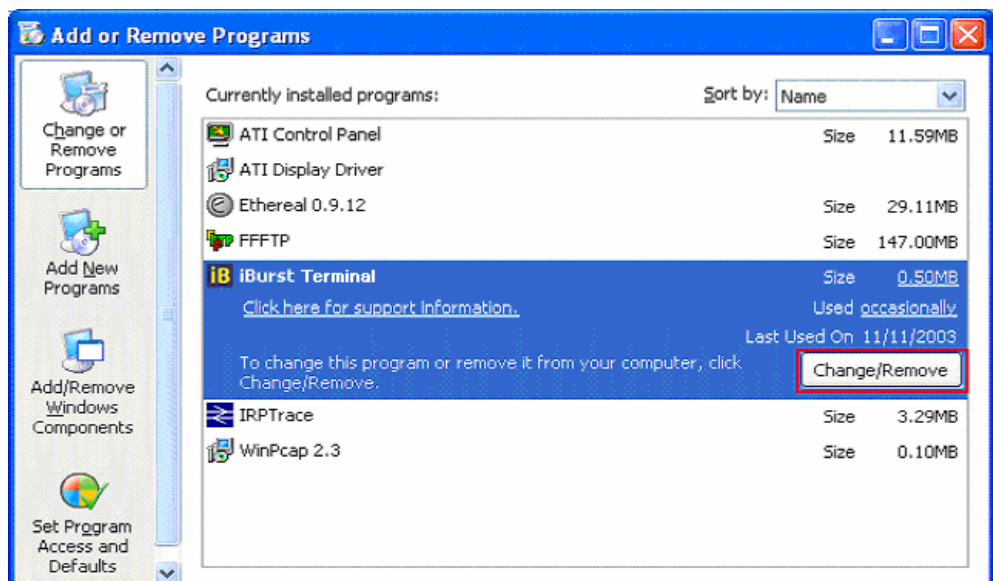 Add or Remove Programs
Change or
Remove
Programs
Add New
Programs
Add/Remove
Windows
Components
Set Program
Access and
Defaults
Currently installed programs:
Sort by: Name
ATI Control Panel Size 11.59MB
ATI Display Driver
Ethereal 0.9.12 Size 29.11MB
FFFTP Size 147.00MB
iB iBurst Terminal Size 0.50MB
Click here for support information. Used occasionally
Last Used On 11/11/2003
To change this program or remove it from your computer, click
Change/Remove.
Change/Remove
IRPTrace Size 3.29MB
WinPcap 2.3 Size 0.10MB